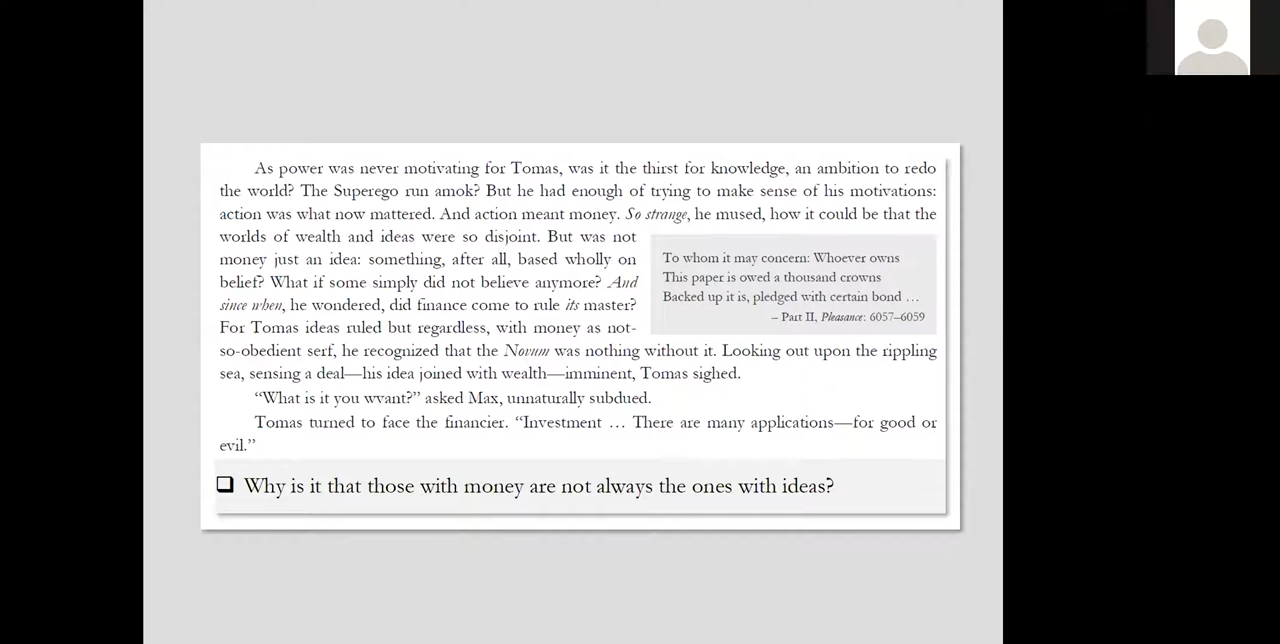 As power was never motivating for Tomas, was it the thirst for knowledge, an ambition to redo
the world? The Superego run amok? But he had enough of trying to make sense of his motivations:
action was what now mattered. And action meant money. So strange, he mused, how it could be that the
worlds of wealth and ideas were so disjoint. But was not
money just an idea: something, after all, based wholly on
belief? What if some simply did not believe anymore? And
since when, he wondered, did finance come to rule its master?
For Tomas ideas ruled but regardless, with money as not-
so-obedient serf, he recognized that the Novum was nothing without it. Looking out upon the rippling
sea, sensing a deal—his idea joined with wealth—imminent, Tomas sighed.
To whom it may concern: Whoever owns
This paper is owed a thousand crowns
Backed up it is, pledged with certain bond …
– Part II, Pleasance: 6057–6059
“What is it you want?” asked Max, unnaturally subdued.
Tomas turned to face the financier. “Investment … There are many applications—for good or
evil.”
❑ Why is it that those with money are not always the ones with ideas?